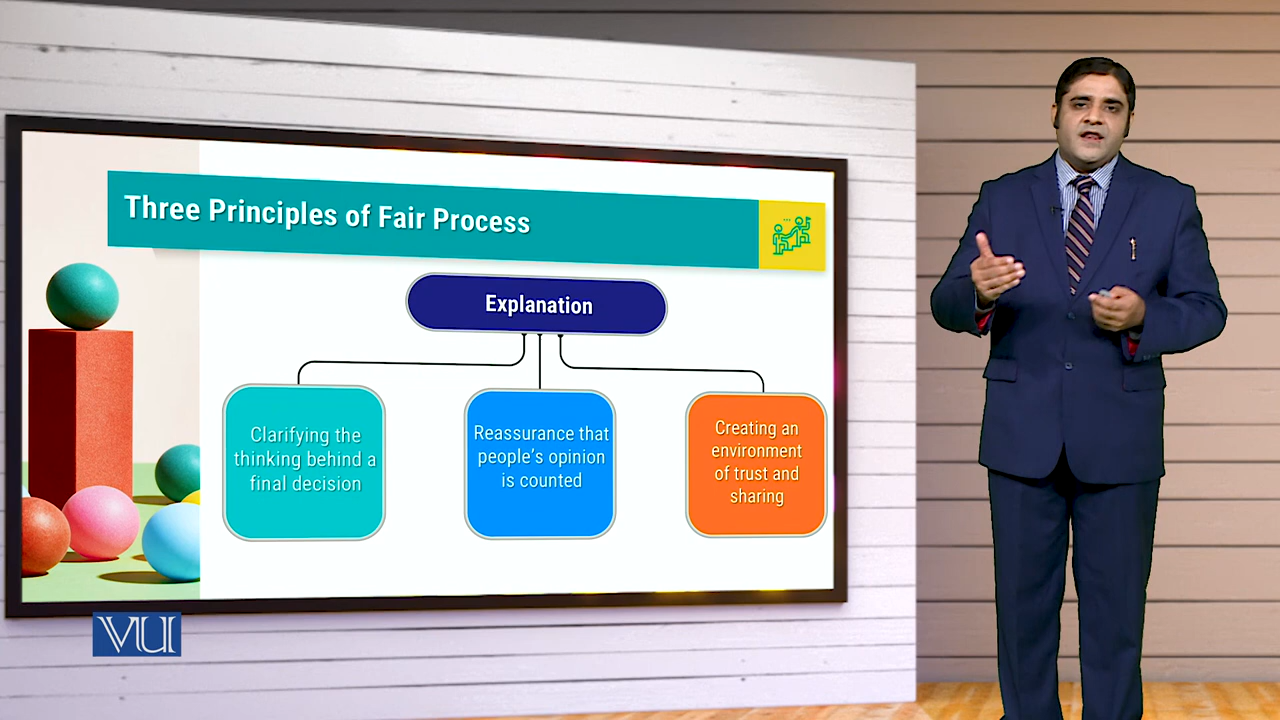 Three Principles of Fair Process
Explanation
Clarifying the
thinking behind a
final decision
Reassurance that
people's opinion
is counted
Creating an
environment
of trust and
sharing
VU